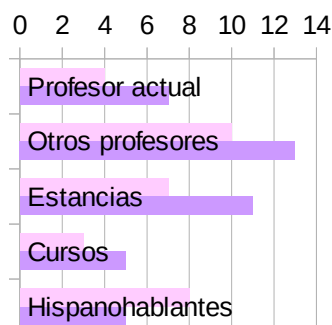 0 2 4 6 8 10 12 14
Profesor actual
Otros profesores
Estancias
Cursos
Hispanohablantes